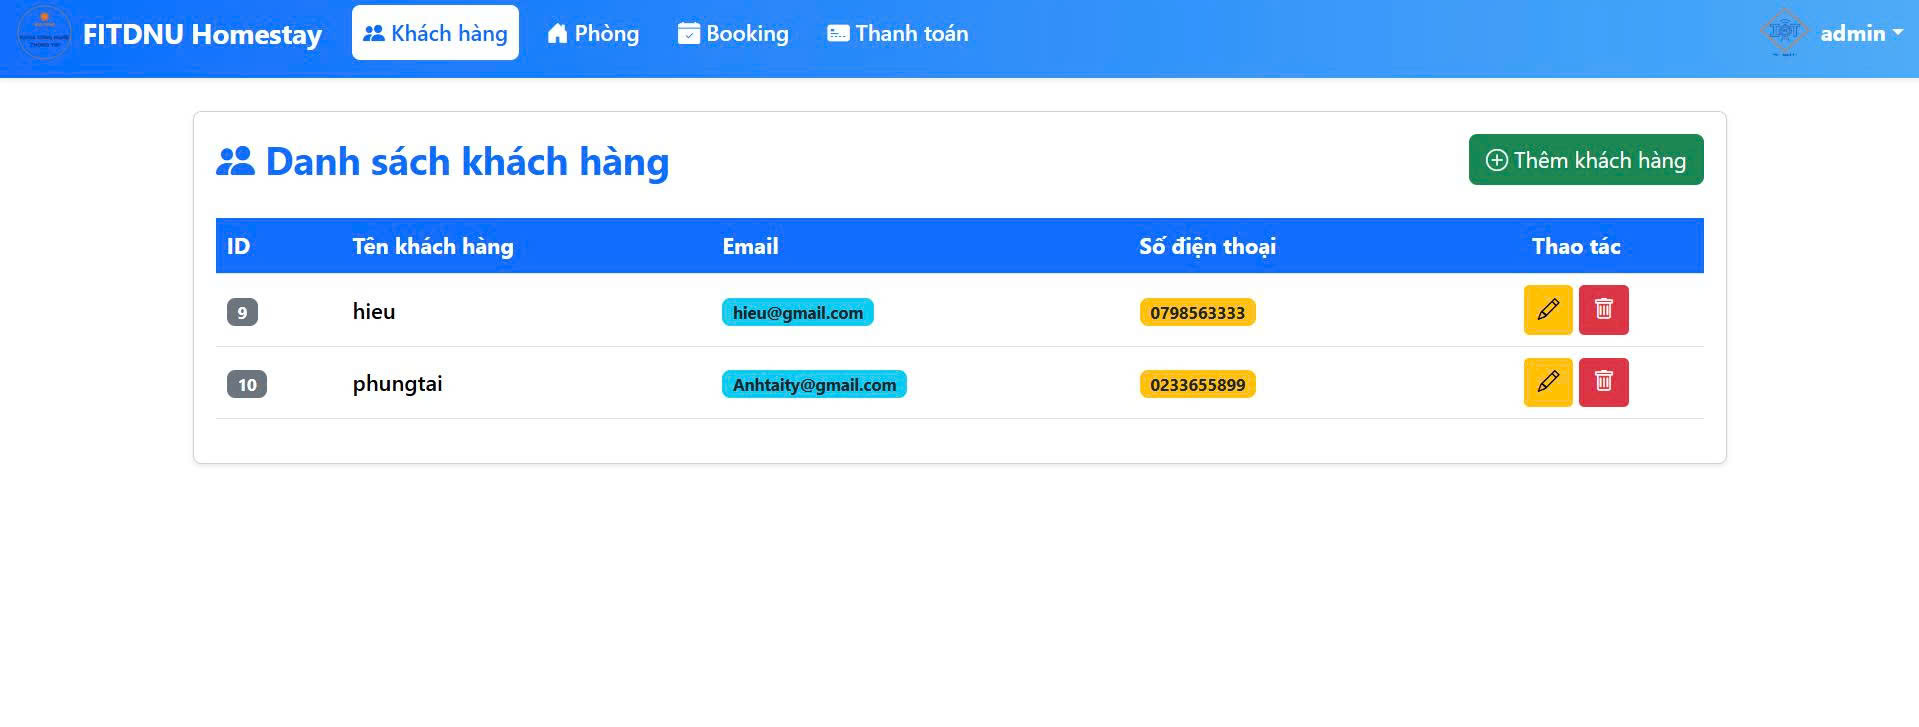 FITDNU Homestay Khách hàng Phòng Booking Thanh toán admin
Danh sách khách hàng Thêm khách hàng
ID Tên khách hàng Email Số điện thoại Thao tác
9 hieu hieu@gmail.com 0798563333
10 phungtai Anhtaity@gmail.com 0233655899